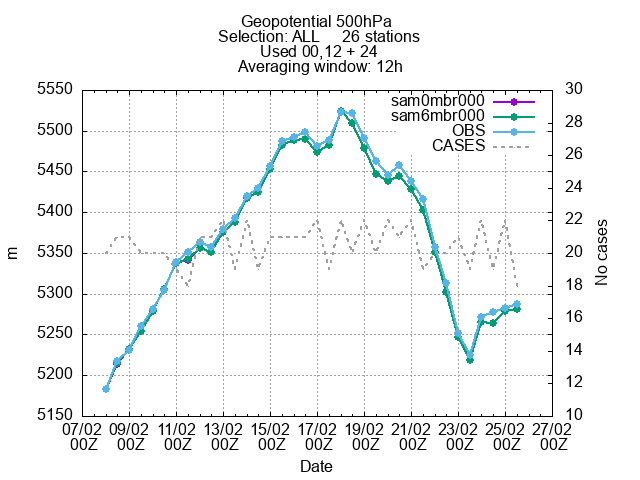 Geopotential 500hPa
Selection: ALL 26 stations
Used 00,12 + 24
Averaging window: 12h
5550
5500
5450
5400
5350
5300
5250
5200
5150
m
30
28
26
24
22
20
18
16
14
12
10
No cases
sam0mbr000
sam6mbr000
OBS
CASES
07/02 09/02 11/02 13/02 15/02 17/02 19/02 21/02 23/02 25/02 27/02
00Z 00Z 00Z 00Z 00Z 00Z 00Z 00Z 00Z 00Z 00Z
Date